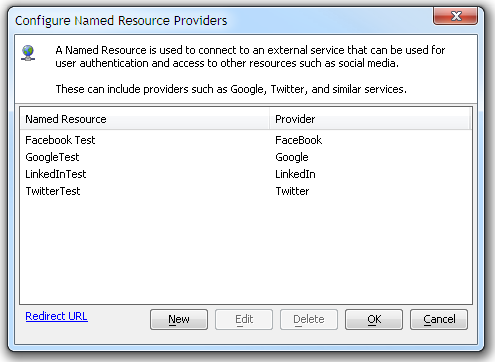 Configure Named Resource Providers
A Named Resource is used to connect to an external service that can be used for
user authentication and access to other resources such as social media.
These can include providers such as Google, Twitter, and similar services.
Named Resource Provider
Facebook Test FaceBook
GoogleTest Google
LinkedInTest LinkedIn
TwitterTest Twitter
Redirect URL New Edit Delete OK Cancel